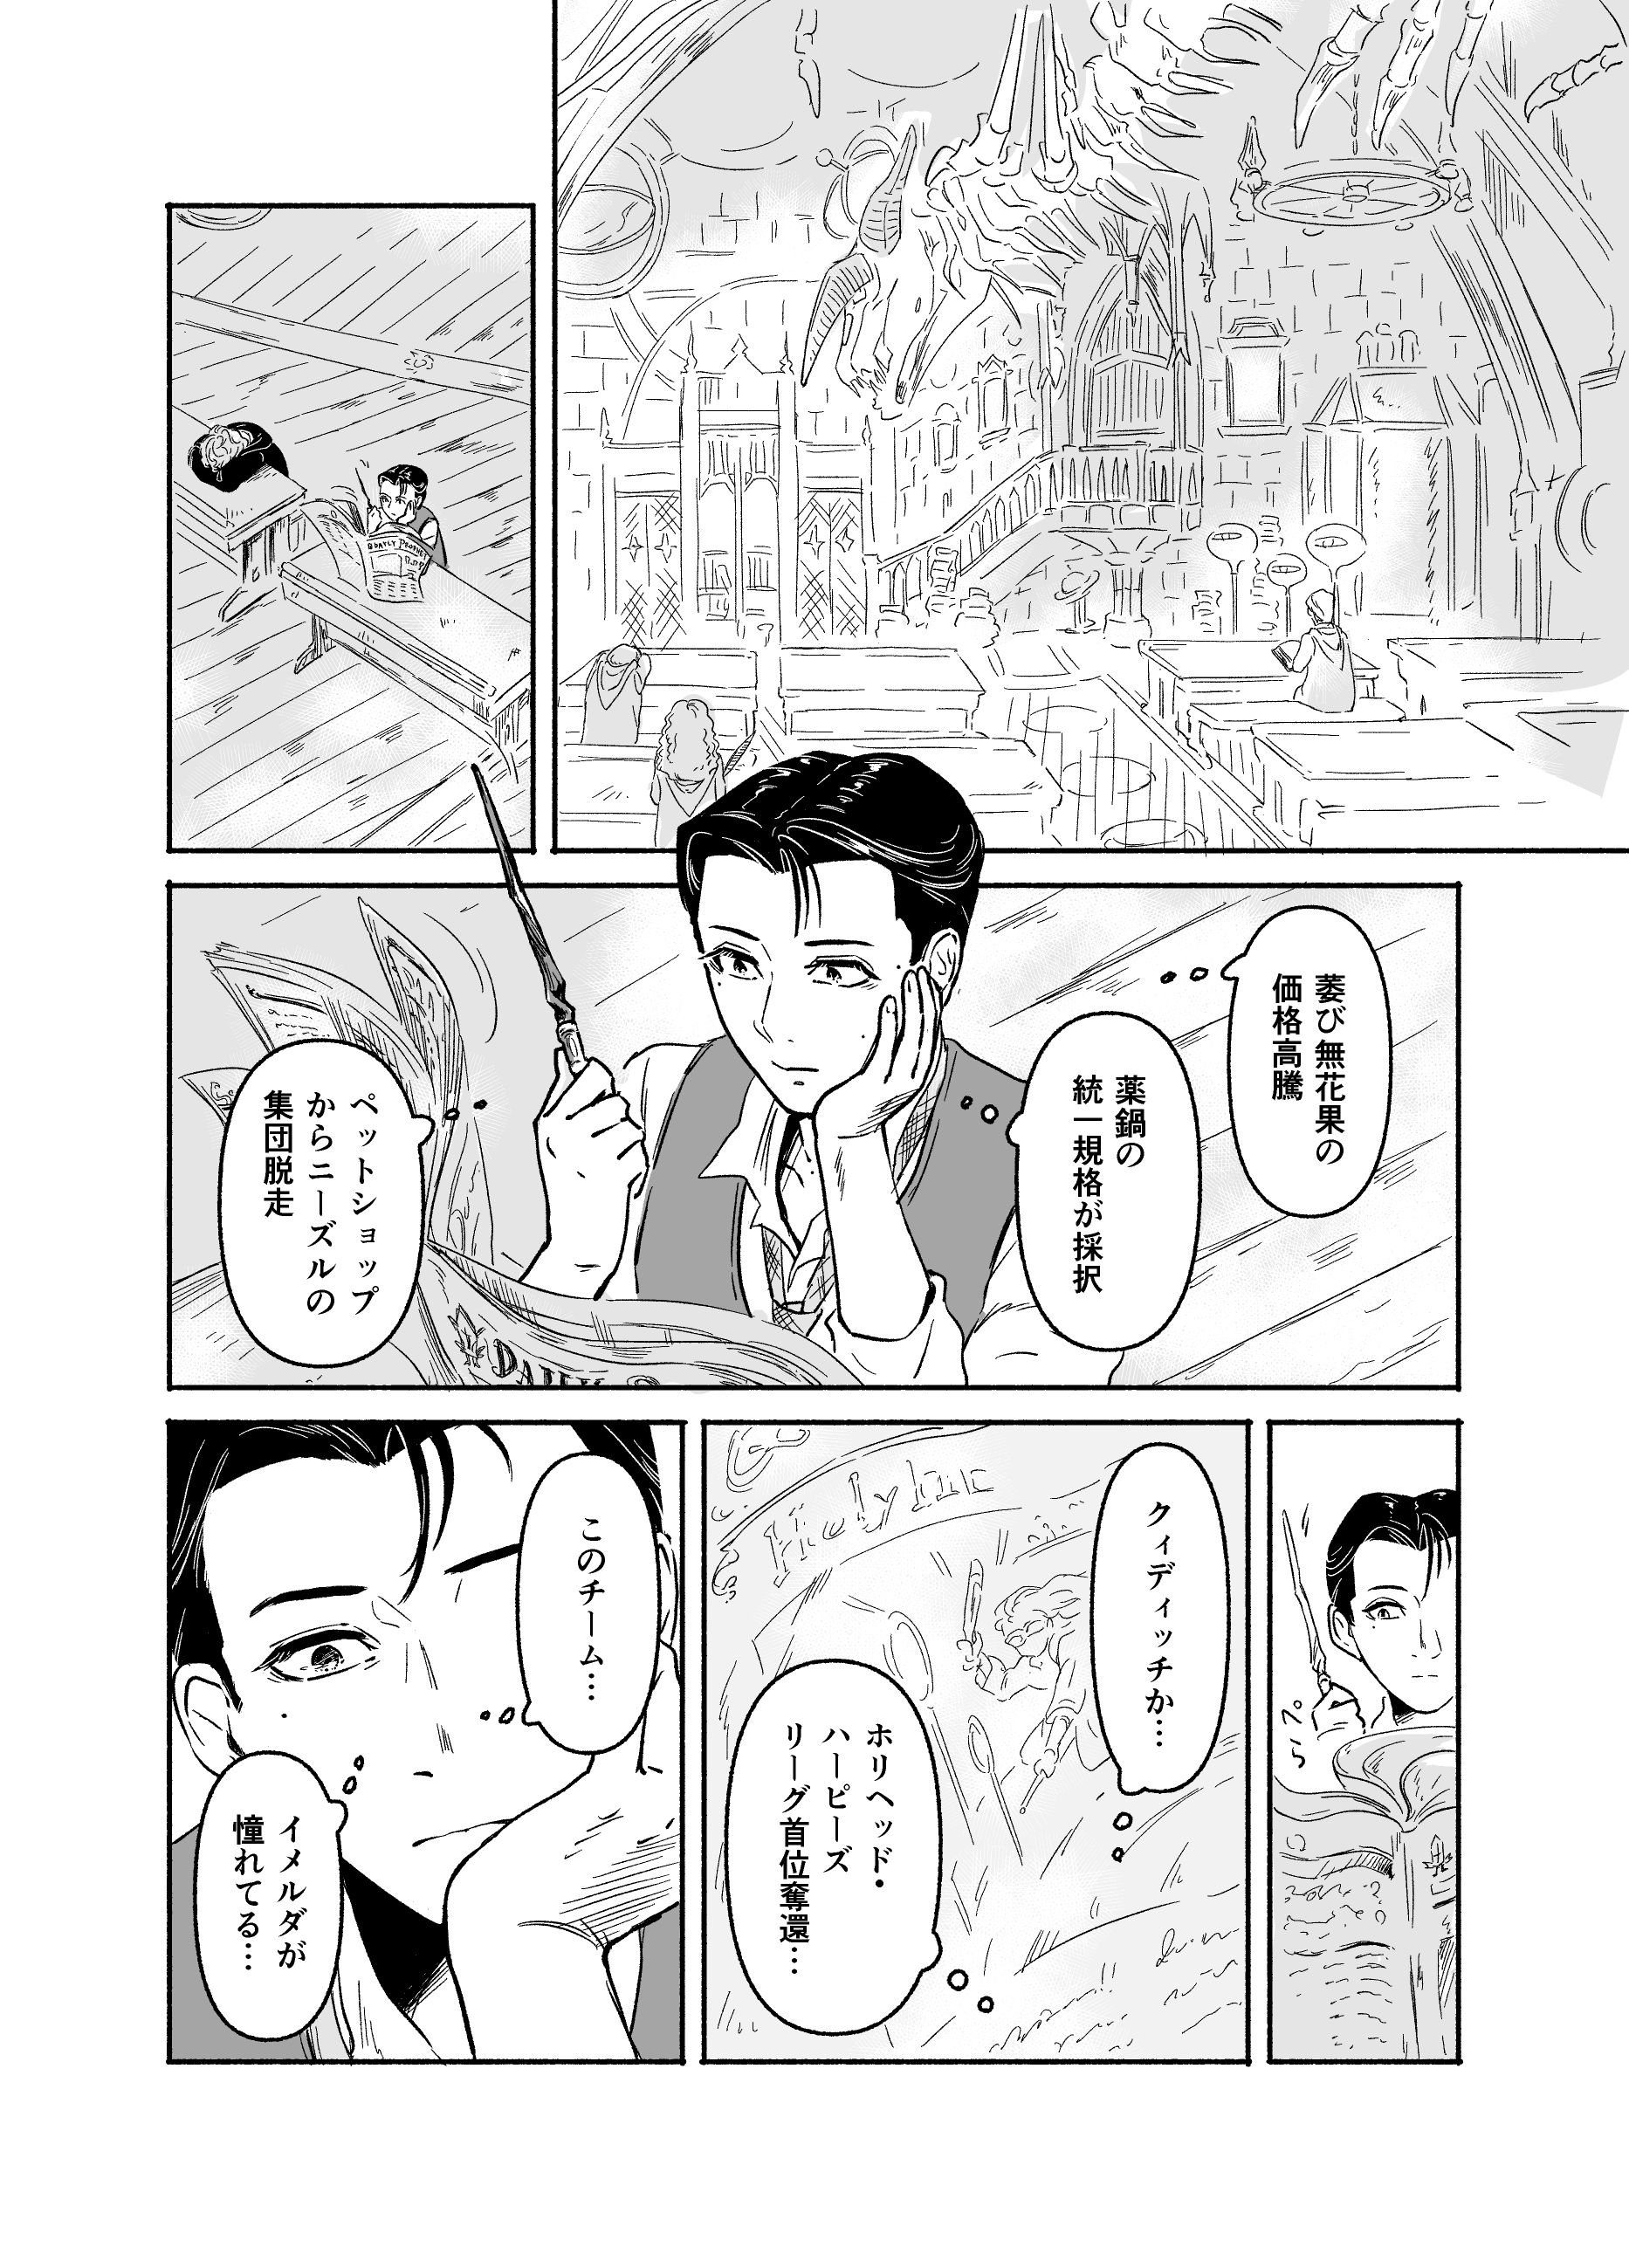 DAYLY PROPHET
萎び無花果の
価格高騰
薬鍋の
統一規格が採択
ペットショップ
からニーズルの
集団脱走
DAILY
ぺら
クィディッチか…
Holy
ホリヘッド・
ハーピーズ
リーグ首位奪還…
このチーム…
イメルダが
憧れてる…